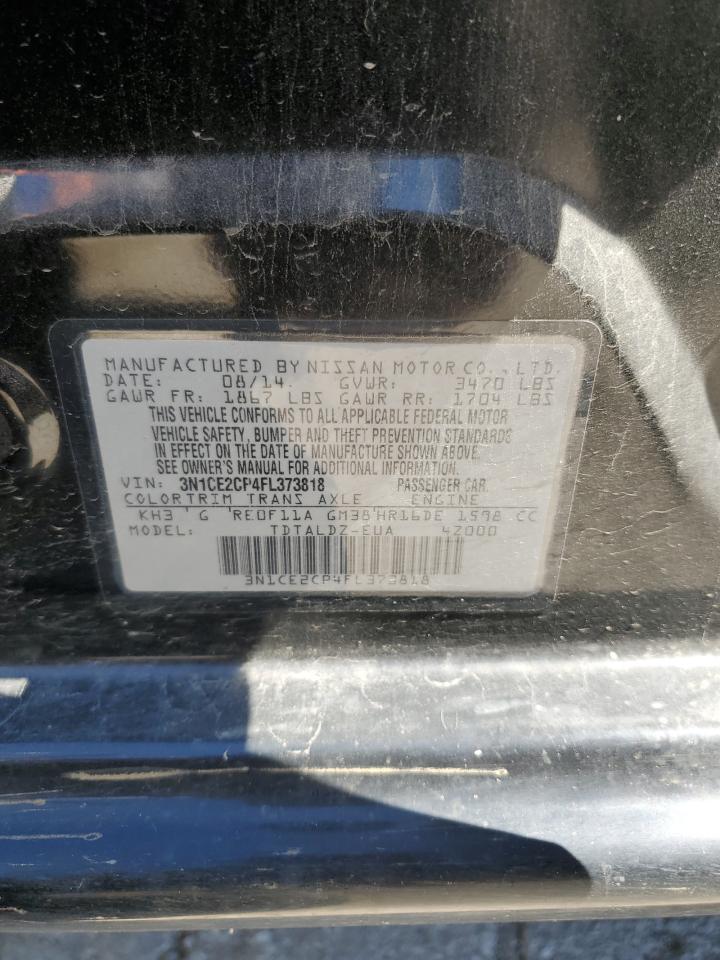 MANUFACTURED BY NISSAN MOTOR CO., LTD.
DATE: 08/14. GVWR: 3470 LBS
GAWR FR: 1867 LBS GAWR RR: 1704 LBS
THIS VEHICLE CONFORMS TO ALL APPLICABLE FEDERAL MOTOR
VEHICLE SAFETY, BUMPER AND THEFT PREVENTION STANDARDS
IN EFFECT ON THE DATE OF MANUFACTURE SHOWN ABOVE.
SEE OWNER'S MANUAL FOR ADDITIONAL INFORMATION.
VIN: 3N1CE2CP4FL373818 PASSENGER CAR.
COLOR TRIM TRANS AXLE ENGINE
KH3 G RE0F11A GM38 HR16DE 1598 CC
MODEL: TDTALDZ-EUA 42000
3N1CE2CP4FL373818